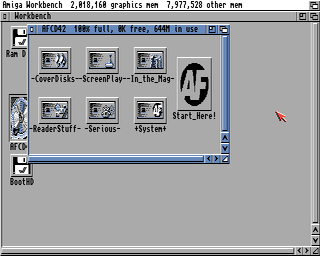 Amiga Workbench 2,018,160 graphics mem 7,977,528 other mem
Workbench
AFCD42 100% full, 0K free, 644M in use
Ram D
-CoverDisks- -ScreenPlay- -In_the_Mag-
AF
Start_Here!
-ReaderStuff- -Serious- +System+
AFCD
BootHD